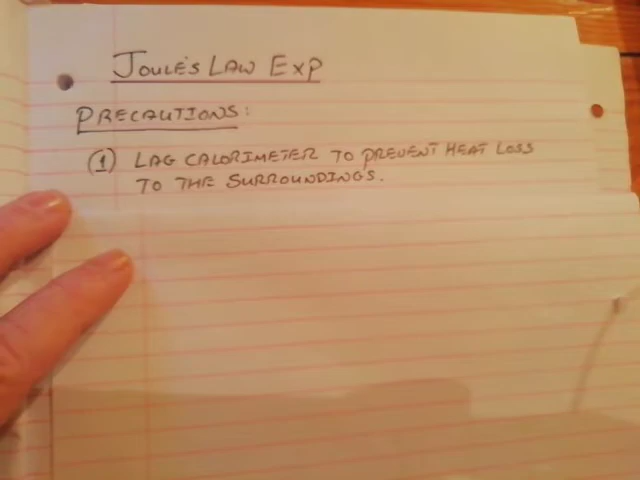 JOULE'S LAW EXP
PRECAUTIONS:
(1) LAG CALORIMETER TO PREVENT HEAT LOSS
TO THE SURROUNDINGS.